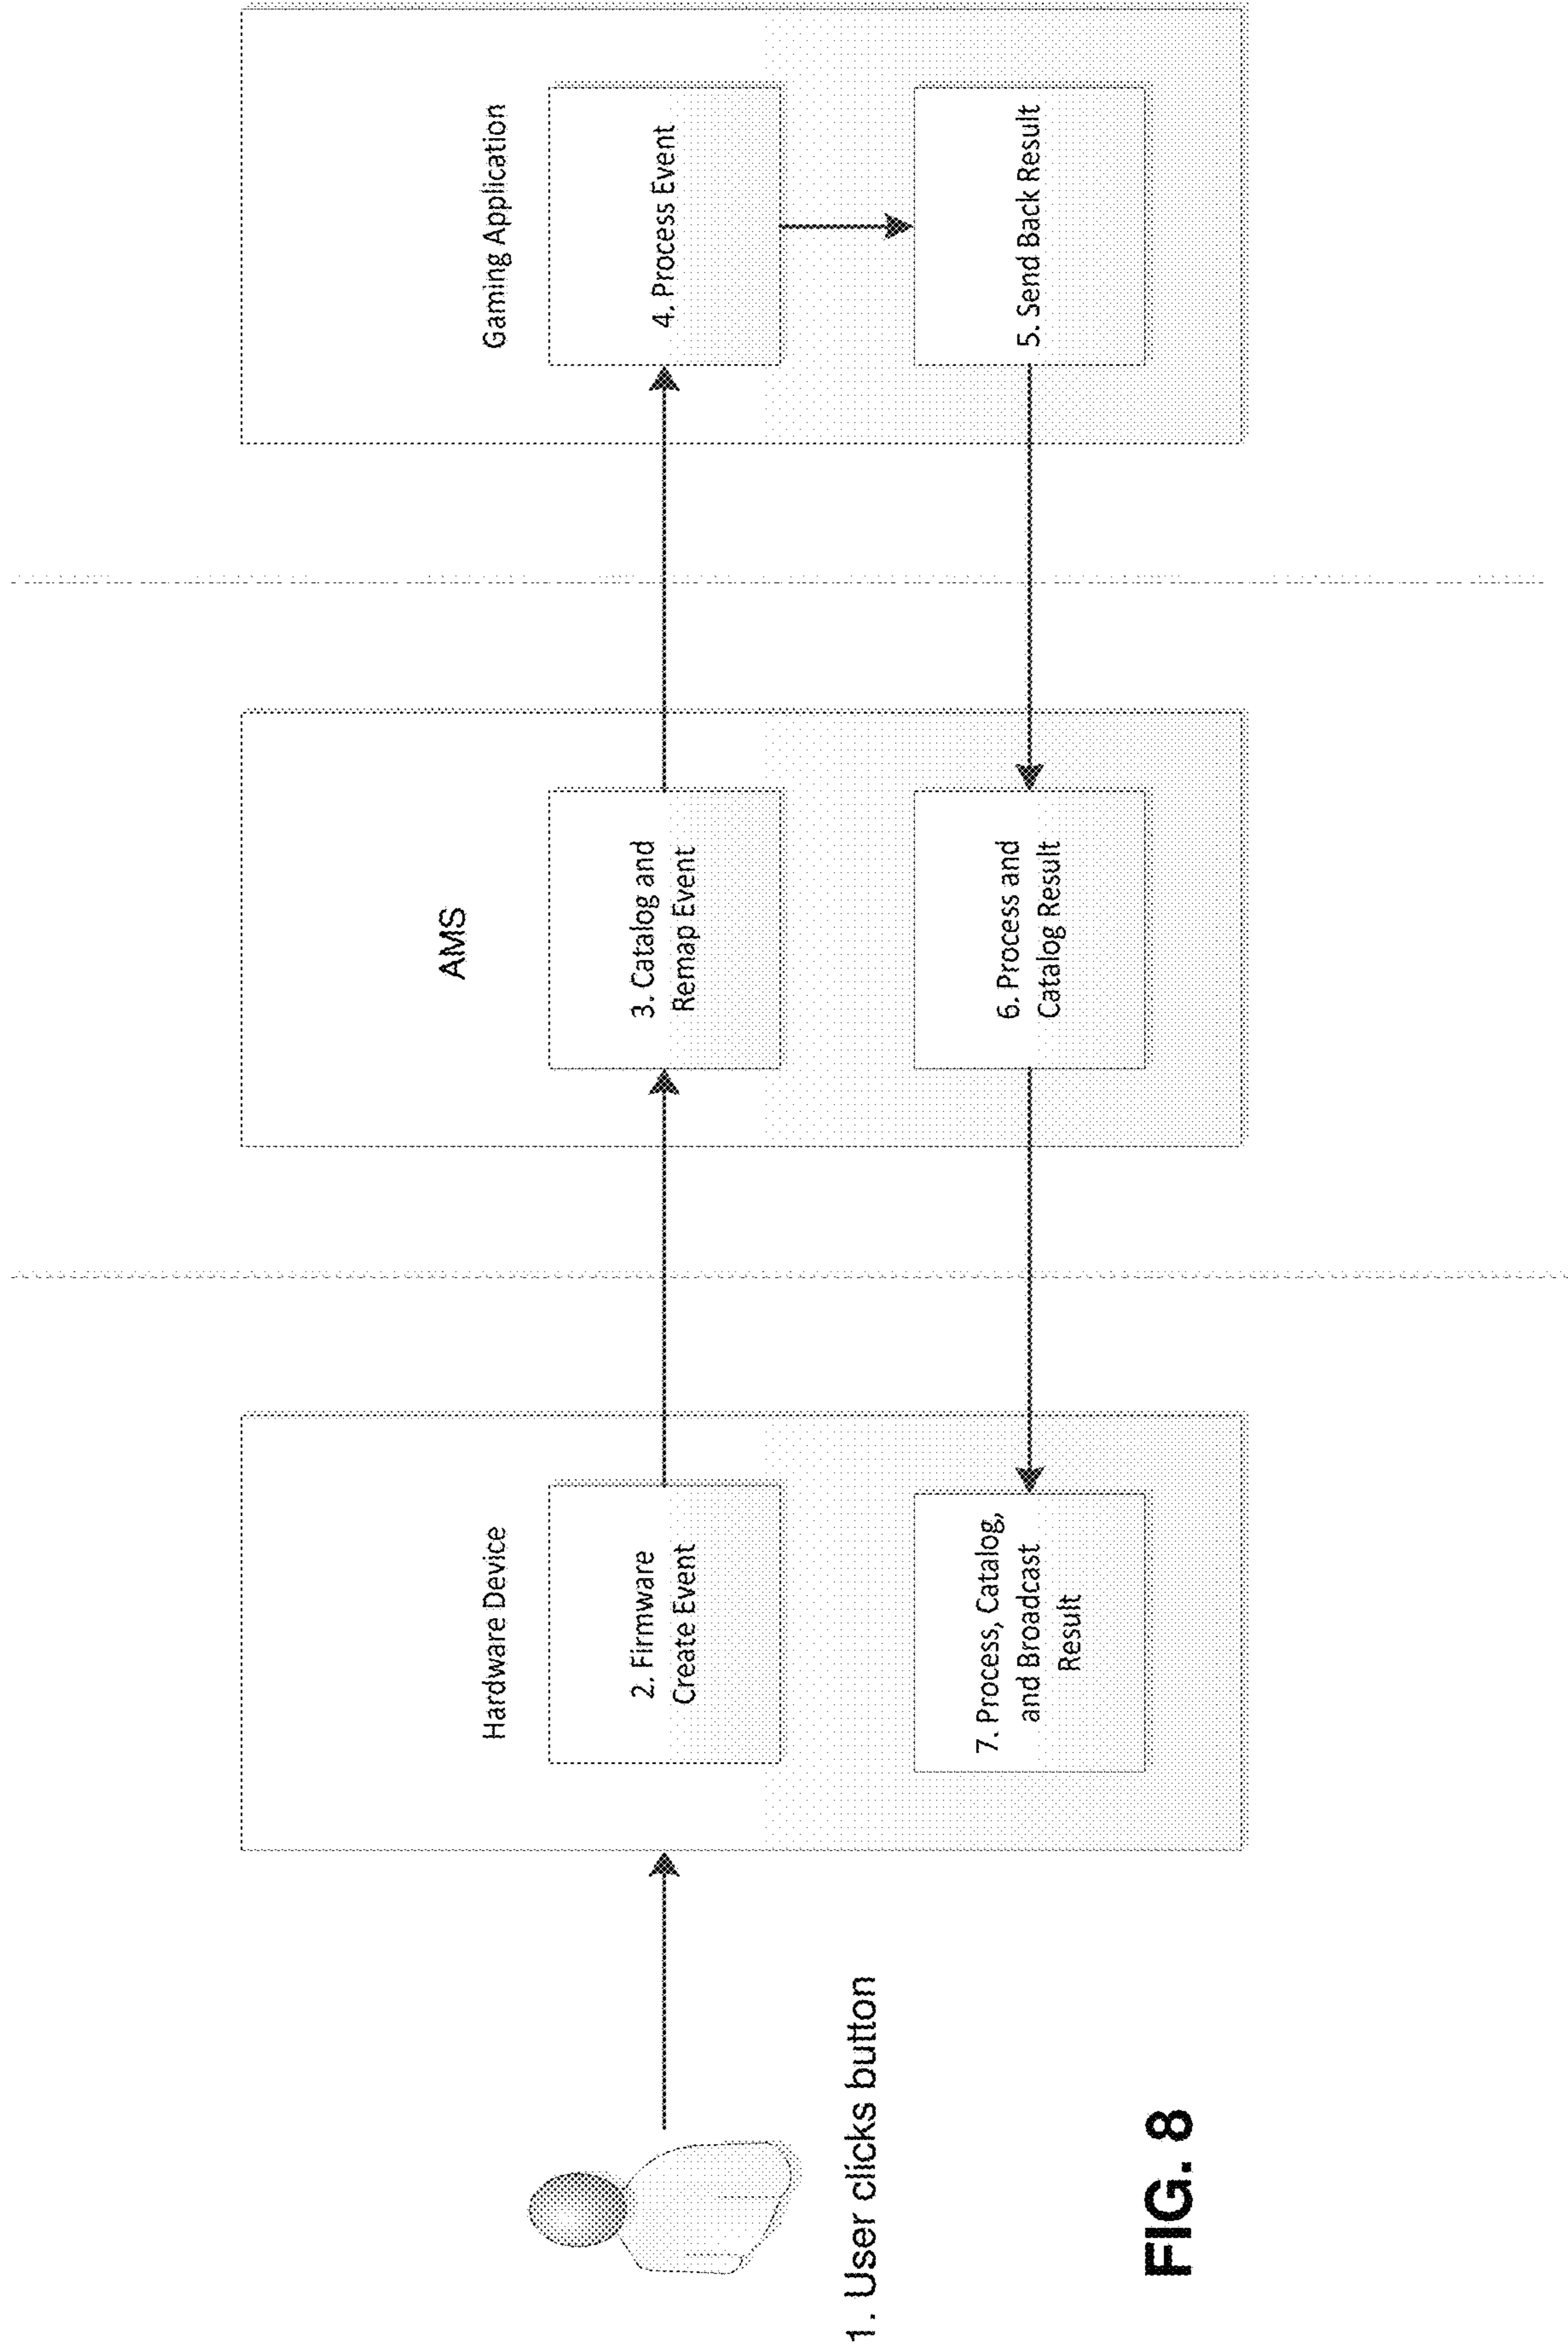 1. User clicks button
Hardware Device
2. Firmware
Create Event
7. Process, Catalog,
and Broadcast
Result
AMS
3. Catalog and
Remap Event
6. Process and
Catalog Result
Gaming Application
4. Process Event
5. Send Back Result
FIG. 8